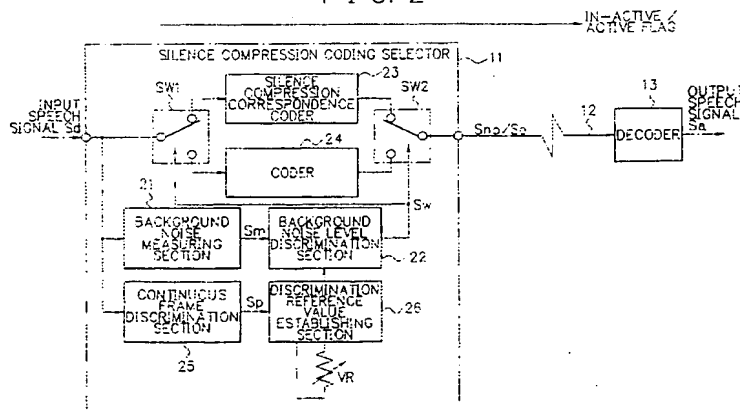 IN-ACTIVE /
ACTIVE FLAG
SILENCE COMPRESSION CODING SELECTOR
11
23
SW1
SILENCE
COMPRESSION
CORRESPONDENCE
CODER
SW2
INPUT
SPEECH
SIGNAL Sd
24
CODER
12
13
DECODER
OUTPUT
SPEECH
SIGNAL
Sa
Sw
21
BACKGROUND
NOISE
MEASURING
SECTION
Sm
BACKGROUND
NOISE LEVEL
DISCRIMINATION
SECTION
22
CONTINUOUS
FRAME
DISCRIMINATION
SECTION
25
Sp
DISCRIMINATION
REFERENCE
VALUE
ESTABLISHING
SECTION
26
VR